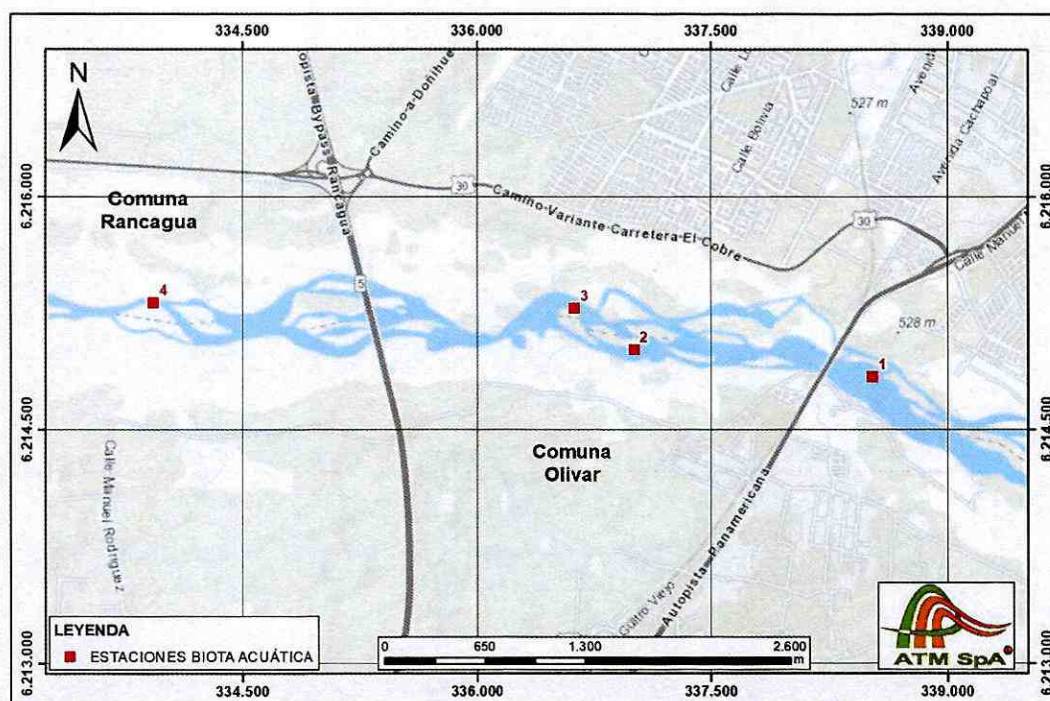 334.500 336.000 337.500 339.000
N
opista Bypass Rancagua
Camino a Doñihue
Calle Bolivia
527 m
Avenida
Avenida Cachapoal
6.216.000
6.216.000
30
30
Camino Variante Carretera El Cobre
Calle Manuel
Comuna
Rancagua
5
4
3
2
1
528 m
6.214.500
6.214.500
Comuna
Olivar
Calle Manuel Rodriguez
Gultro Viejo
Autopista Panamericana
LEYENDA
ESTACIONES BIOTA ACUÁTICA
0 650 1.300 2.600
m
ATM SpA
6.213.000
6.213.000
334.500 336.000 337.500 339.000